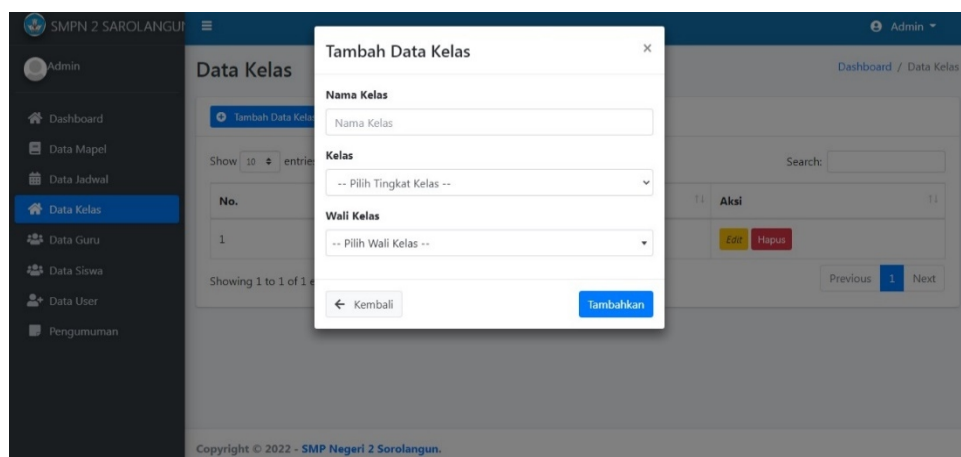 SMPN 2 SAROLANGUN
Admin
Admin
Dashboard
Data Mapel
Data Jadwal
Data Kelas
Data Guru
Data Siswa
Data User
Pengumuman
Data Kelas
Dashboard / Data Kelas
Tambah Data Kelas
Show 10 entries
Search:
No.
Aksi
1
Edit Hapus
Showing 1 to 1 of 1 e
Previous 1 Next
Tambah Data Kelas ×
Nama Kelas
Nama Kelas
Kelas
-- Pilih Tingkat Kelas --
Wali Kelas
-- Pilih Wali Kelas --
Kembali
Tambahkan
Copyright © 2022 - SMP Negeri 2 Sorolangun.